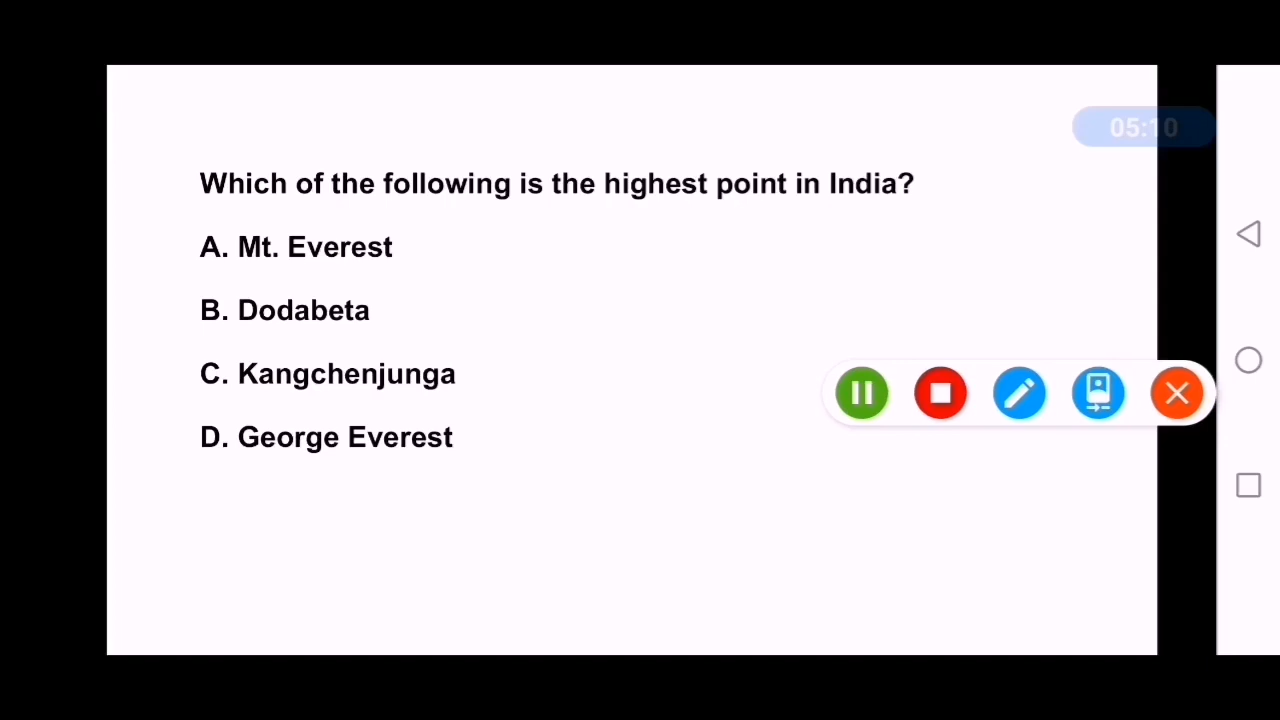 05:10
Which of the following is the highest point in India?
A. Mt. Everest
B. Dodabeta
C. Kangchenjunga
D. George Everest